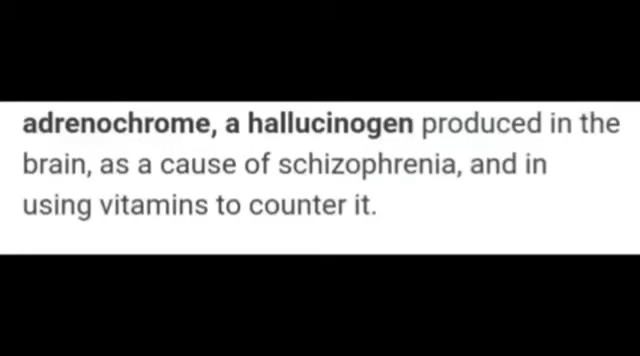 adrenochrome, a hallucinogen produced in the
brain, as a cause of schizophrenia, and in
using vitamins to counter it.